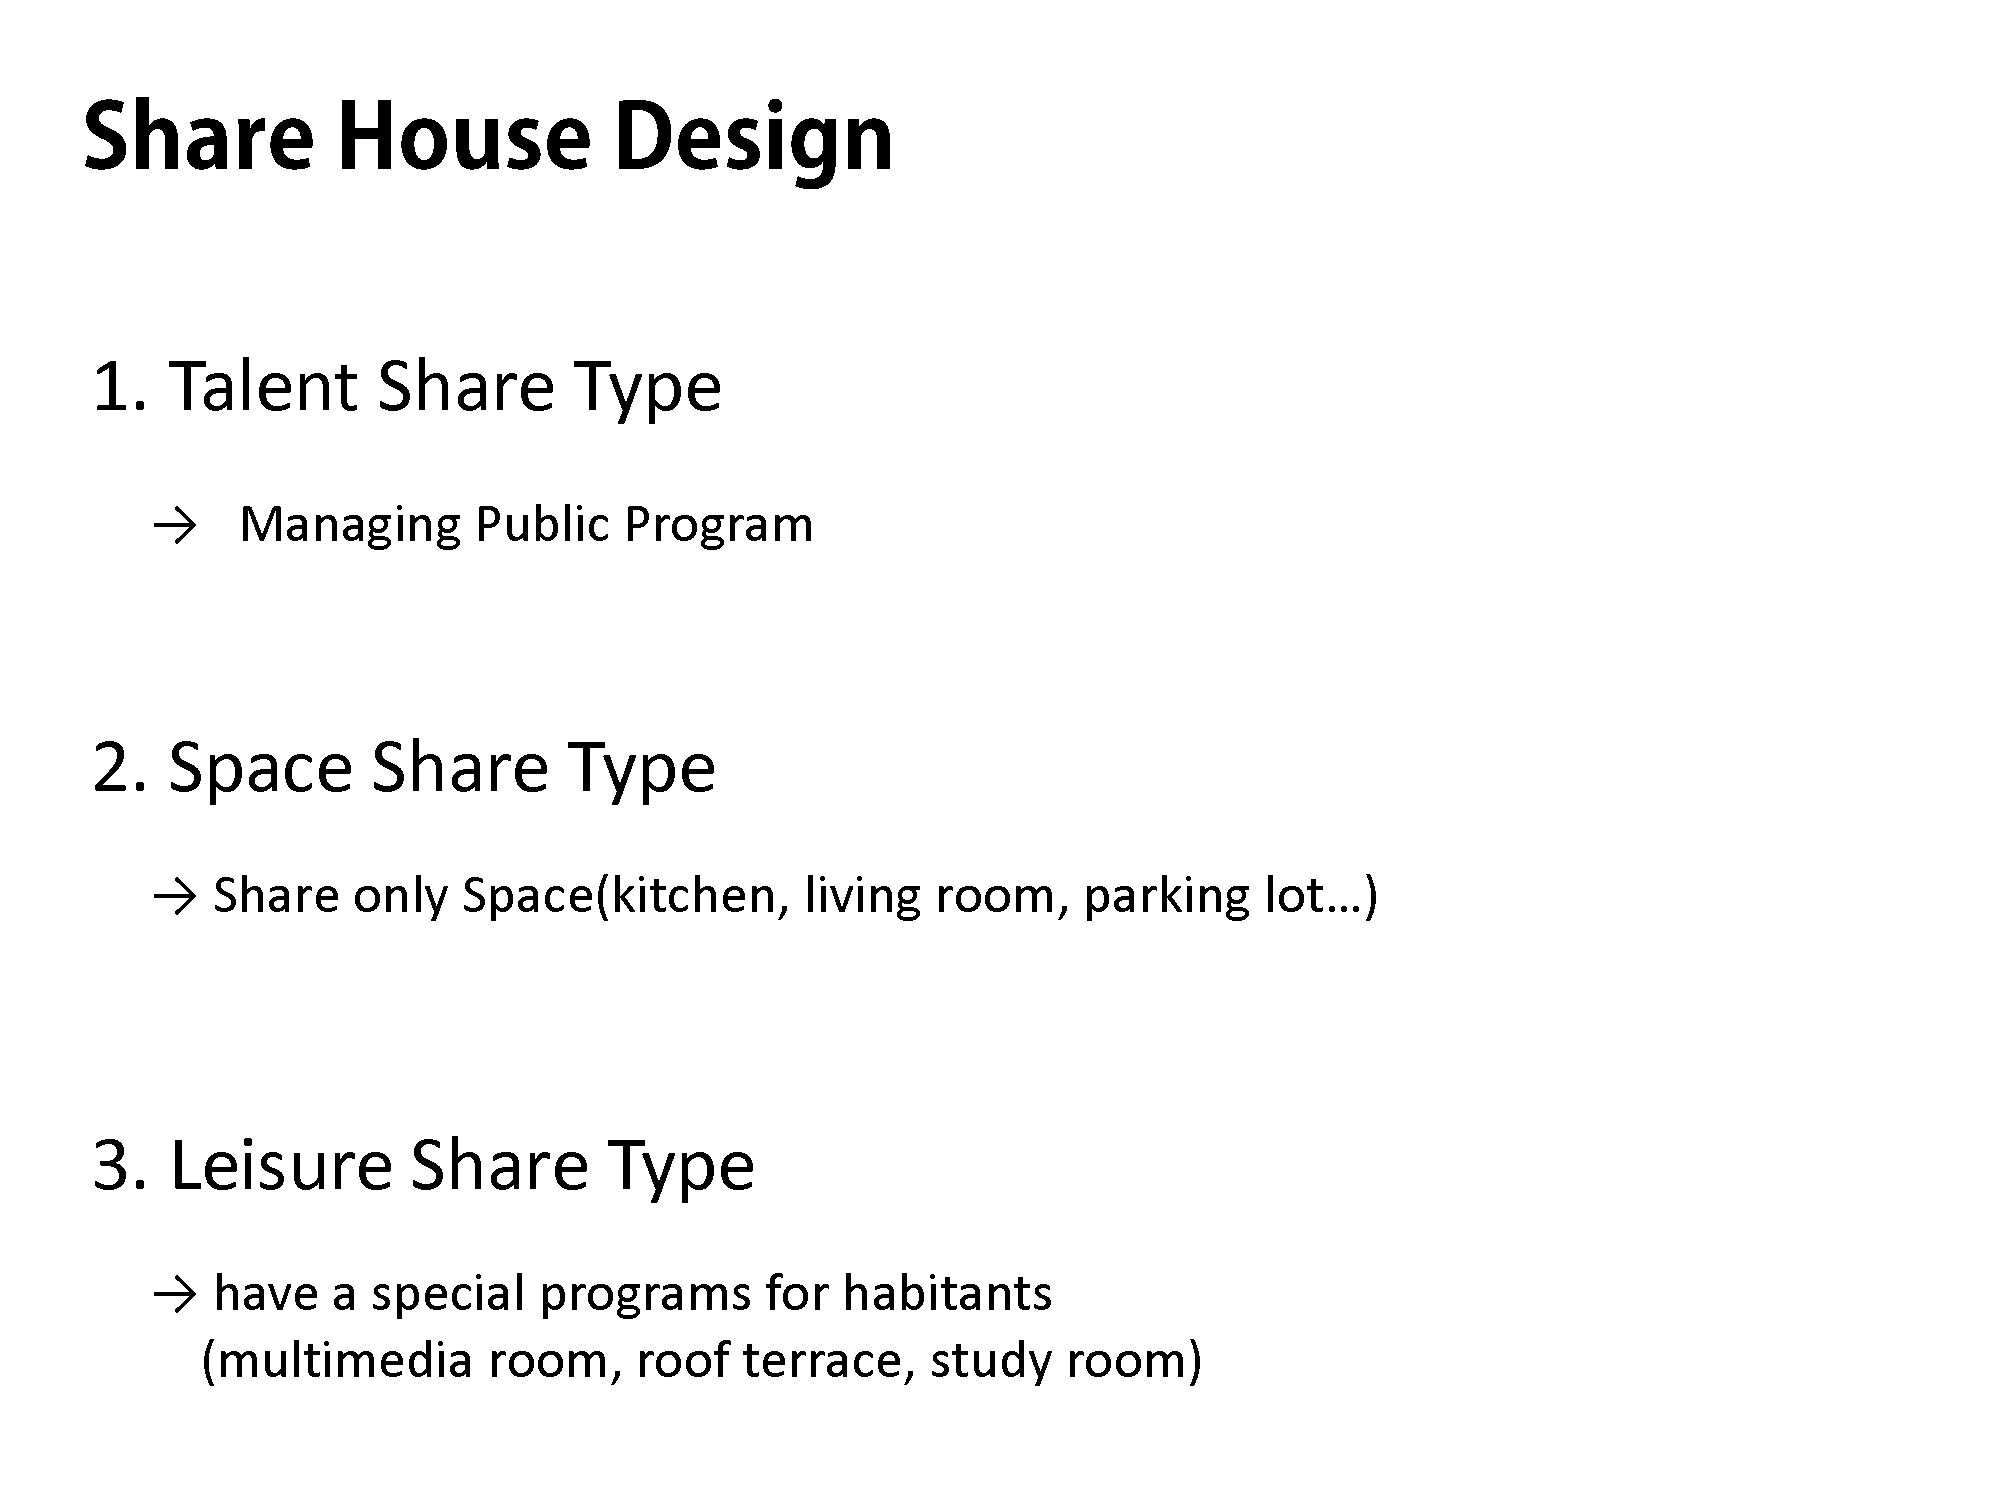 Share House Design
1. Talent Share Type
→ Managing Public Program
2. Space Share Type
→ Share only Space(kitchen, living room, parking lot…)
3. Leisure Share Type
→ have a special programs for habitants
(multimedia room, roof terrace, study room)